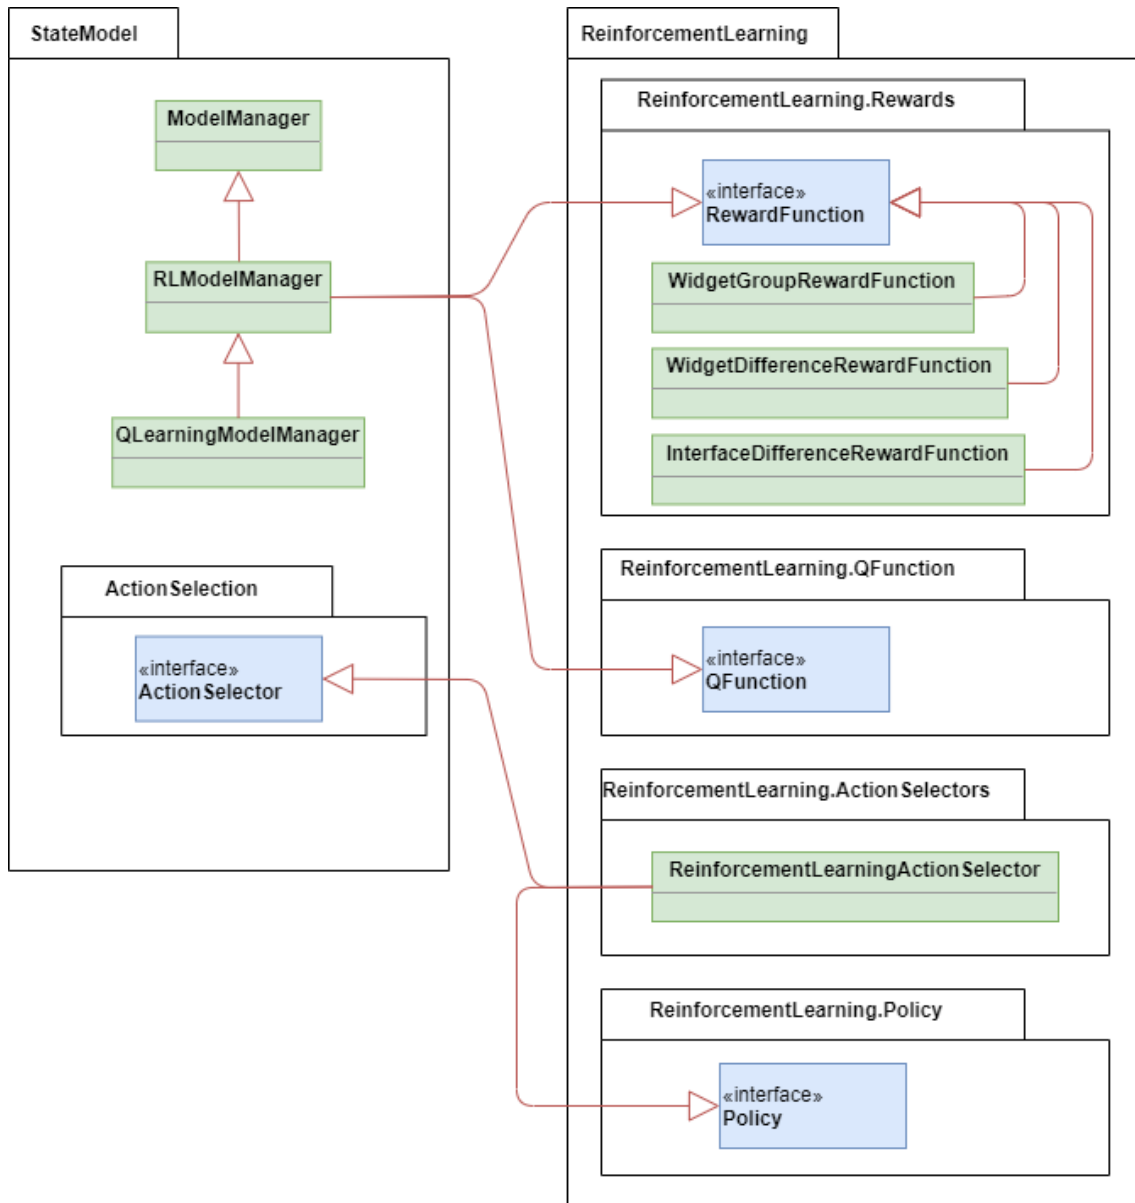 StateModel
ModelManager
RLModelManager
QLearningModelManager
ActionSelection
«interface»
ActionSelector
ReinforcementLearning
ReinforcementLearning.Rewards
«interface»
RewardFunction
WidgetGroupRewardFunction
WidgetDifferenceRewardFunction
InterfaceDifferenceRewardFunction
ReinforcementLearning.QFunction
«interface»
QFunction
ReinforcementLearning.ActionSelectors
ReinforcementLearningActionSelector
ReinforcementLearning.Policy
«interface»
Policy